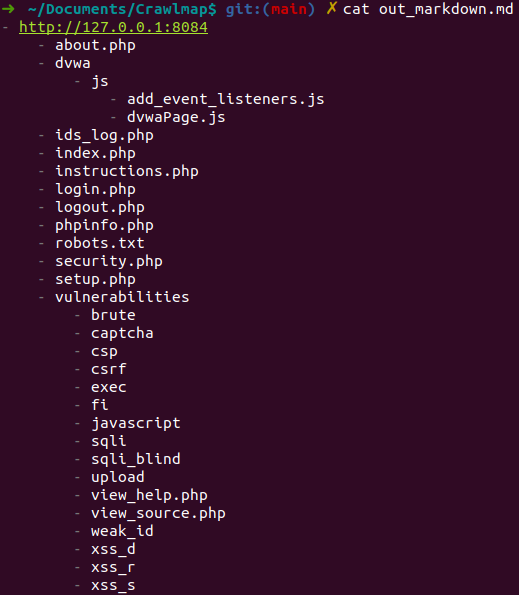 ➜ ~/Documents/Crawlmap$ git:(main) ✗ cat out_markdown.md
- http://127.0.0.1:8084
    - about.php
    - dvwa
        - js
            - add_event_listeners.js
            - dvwaPage.js
    - ids_log.php
    - index.php
    - instructions.php
    - login.php
    - logout.php
    - phpinfo.php
    - robots.txt
    - security.php
    - setup.php
    - vulnerabilities
        - brute
        - captcha
        - csp
        - csrf
        - exec
        - fi
        - javascript
        - sqli
        - sqli_blind
        - upload
        - view_help.php
        - view_source.php
        - weak_id
        - xss_d
        - xss_r
        - xss_s